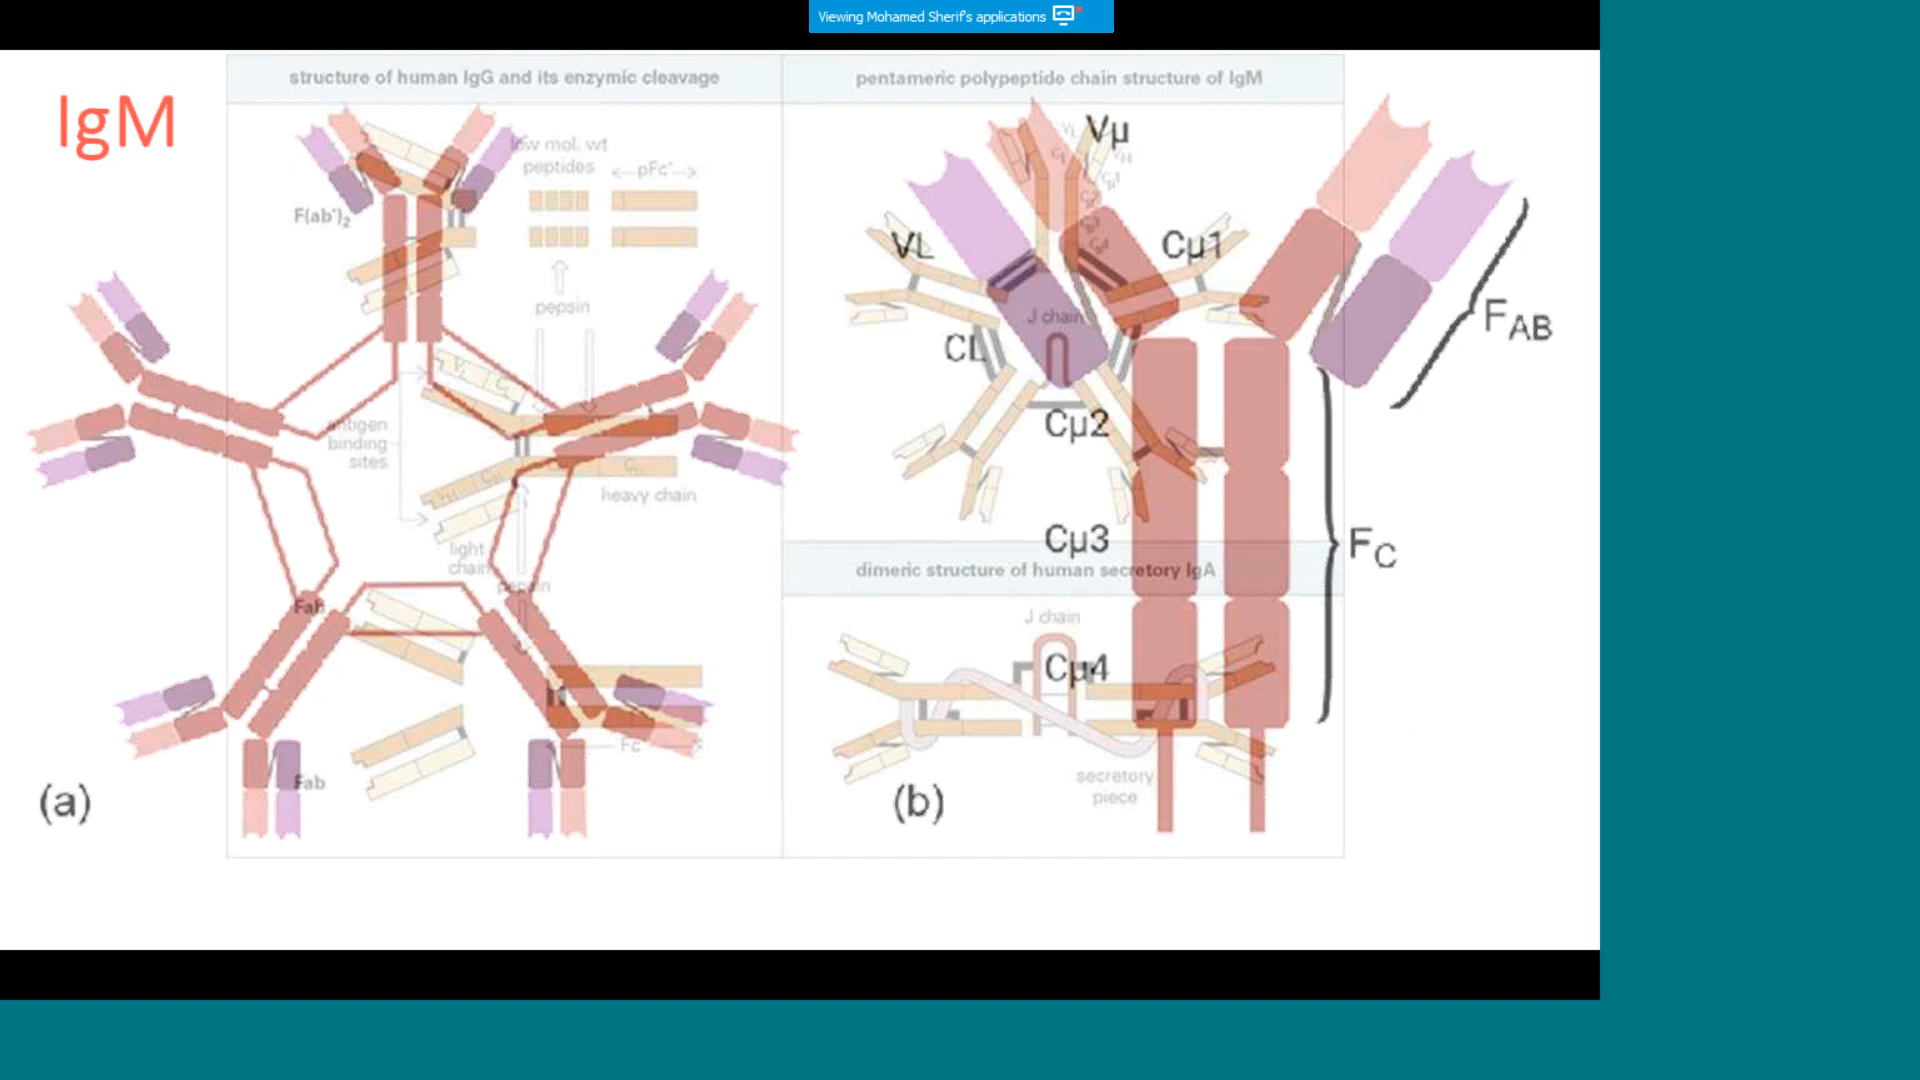 Viewing Mohamed Sherif's applications
IgM
structure of human IgG and its enzymic cleavage
pentameric polypeptide chain structure of IgM
low mol. wt
peptides
pFc'
F(ab')2
pepsin
antigen
binding
sites
heavy chain
light
chain
pepsin
Fab
Fab
Fc
(a)
Vμ
VL
Cμ1
J chain
CL
Cμ2
Cμ3
Cμ4
FAB
FC
dimeric structure of human secretory IgA
J chain
secretory
piece
(b)